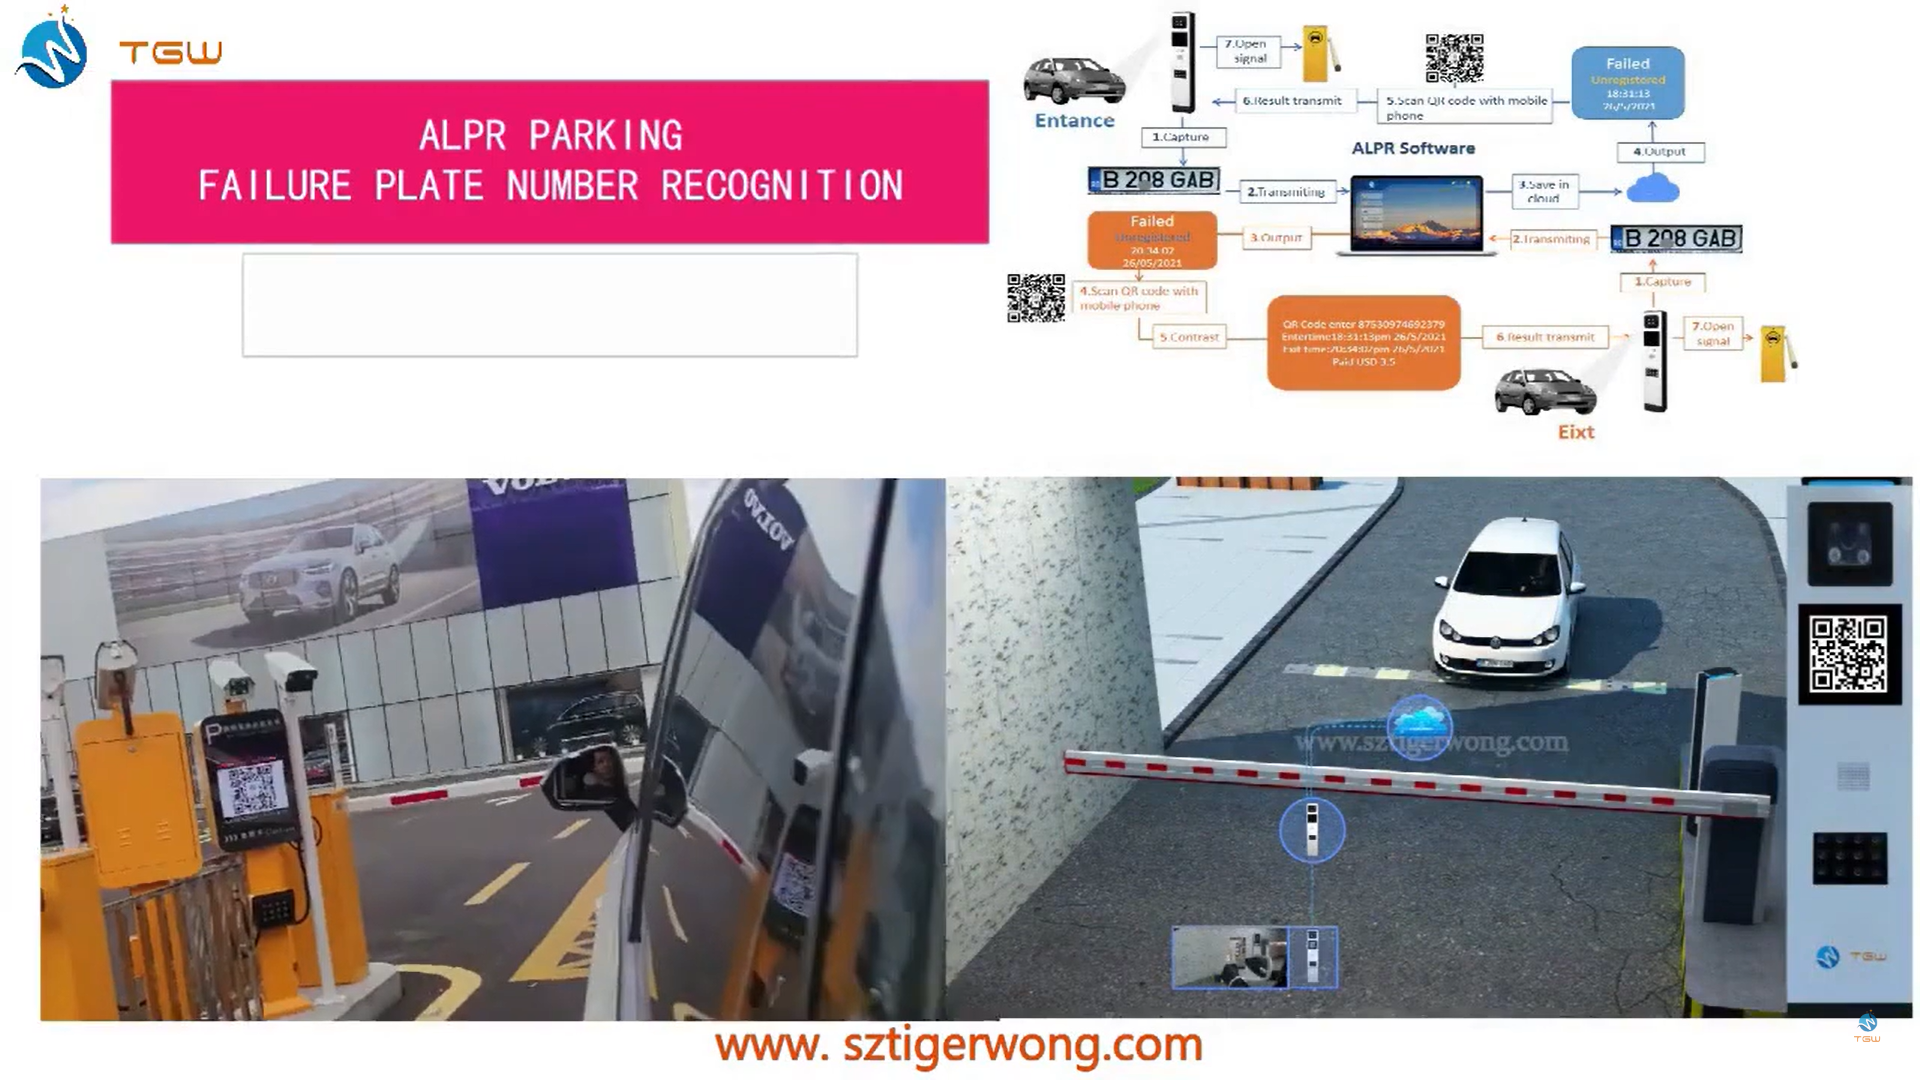 TGW
ALPR PARKING
FAILURE PLATE NUMBER RECOGNITION
Entance
7.Open
signal
6.Result transmit
5.Scan QR code with mobile
phone
Failed
Unregistered
18:31:13
26/5/2021
1.Capture
ALPR Software
4.Output
B 208 GAB
2.Transmiting
3.Save in
cloud
Failed
Unregistered
20:34:02
26/05/2021
3.Output
2.Transmiting
B 208 GAB
1.Capture
4.Scan QR code with
mobile phone
5.Contrast
QR Code enter 87530974692379
Entertime18:31:13pm 26/5/2021
Exit time:20:34:02pm 26/5/2021
Paid USD 3.5
6.Result transmit
7.Open
signal
Eixt
VOLVO
www.sztigerwong.com
TGW
TGW
www. sztigerwong.com